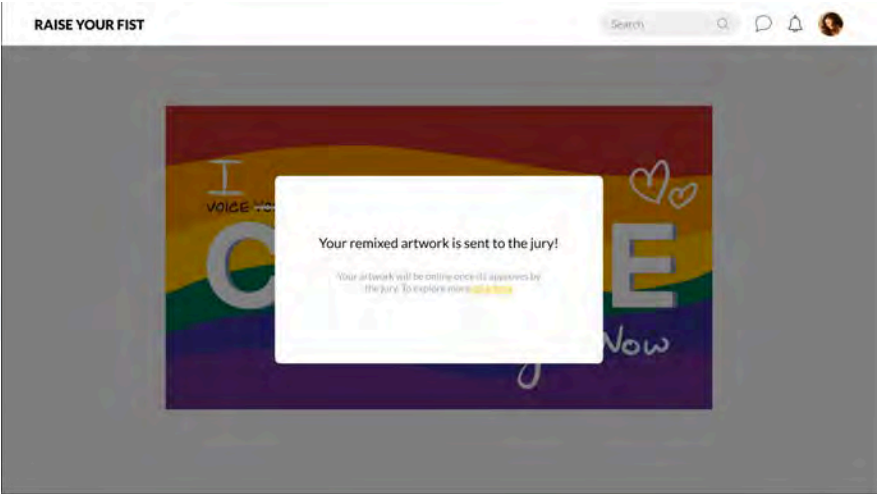 RAISE YOUR FIST
Search
I
VOICE
C E
Now
Your remixed artwork is sent to the jury!
Your artwork will be online once its approves by
the jury. To explore more